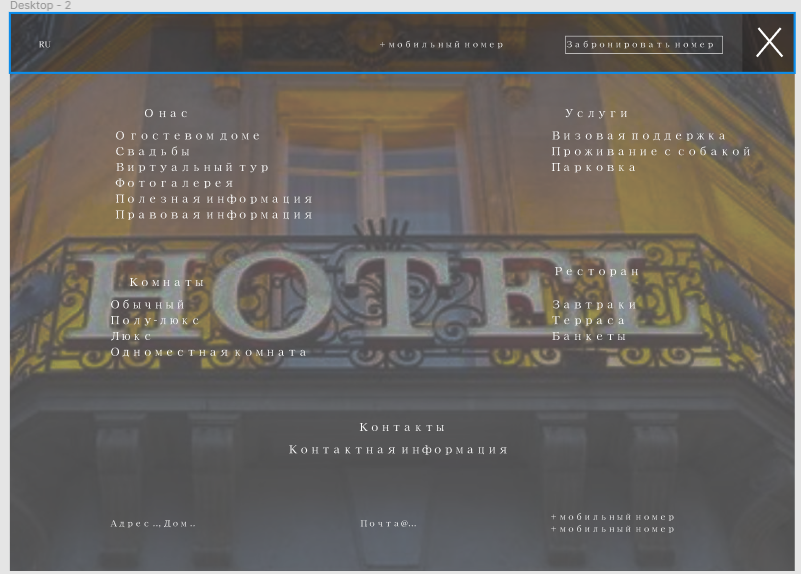 Desktop - 2
RU
+мобильный номер
Забронировать номер
О нас
О гостевом доме
Свадьбы
Виртуальный тур
Фотогалерея
Полезная информация
Правовая информация
Услуги
Визовая поддержка
Проживание с собакой
Парковка
HOTEL
Комнаты
Обычный
Полу-люкс
Люкс
Одноместная комната
Ресторан
Завтраки
Терраса
Банкеты
Контакты
Контактная информация
Адрес.., Дом..
Почта@...
+мобильный номер
+мобильный номер